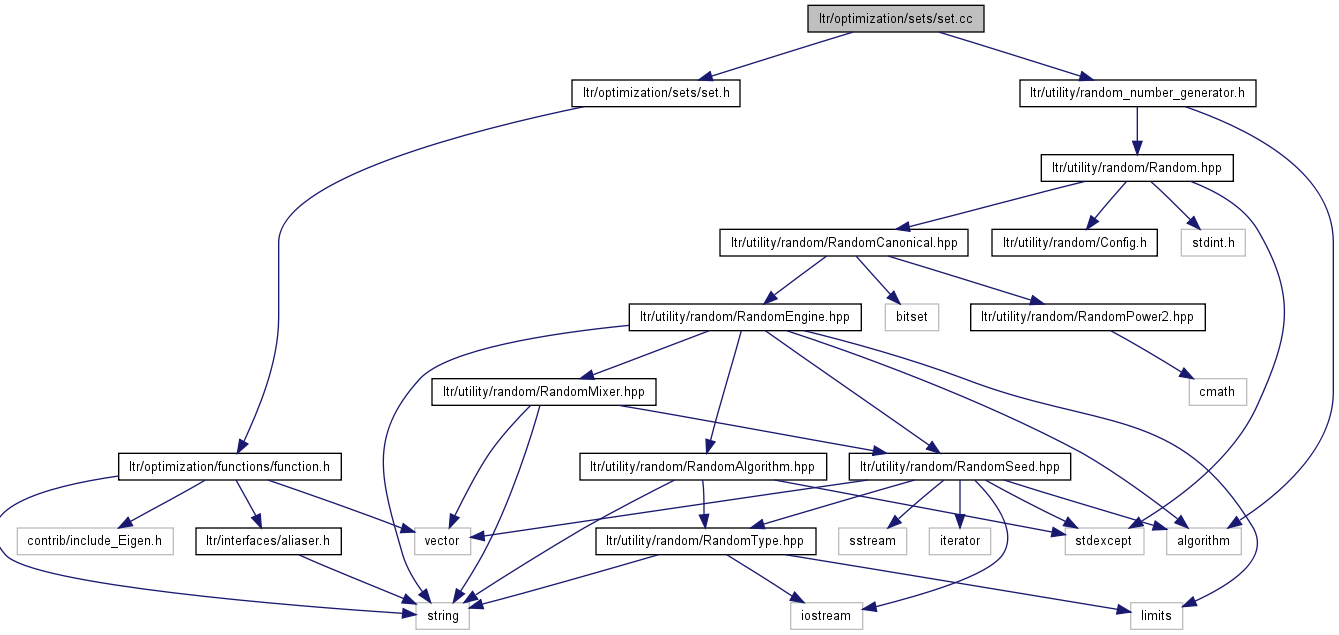 ltr/optimization/sets/set.cc
ltr/optimization/sets/set.h
ltr/utility/random_number_generator.h
ltr/utility/random/Random.hpp
ltr/utility/random/RandomCanonical.hpp
ltr/utility/random/Config.h
stdint.h
ltr/utility/random/RandomEngine.hpp
bitset
ltr/utility/random/RandomPower2.hpp
ltr/utility/random/RandomMixer.hpp
cmath
ltr/optimization/functions/function.h
ltr/utility/random/RandomAlgorithm.hpp
ltr/utility/random/RandomSeed.hpp
contrib/include_Eigen.h
ltr/interfaces/aliaser.h
vector
ltr/utility/random/RandomType.hpp
sstream
iterator
stdexcept
algorithm
string
iostream
limits